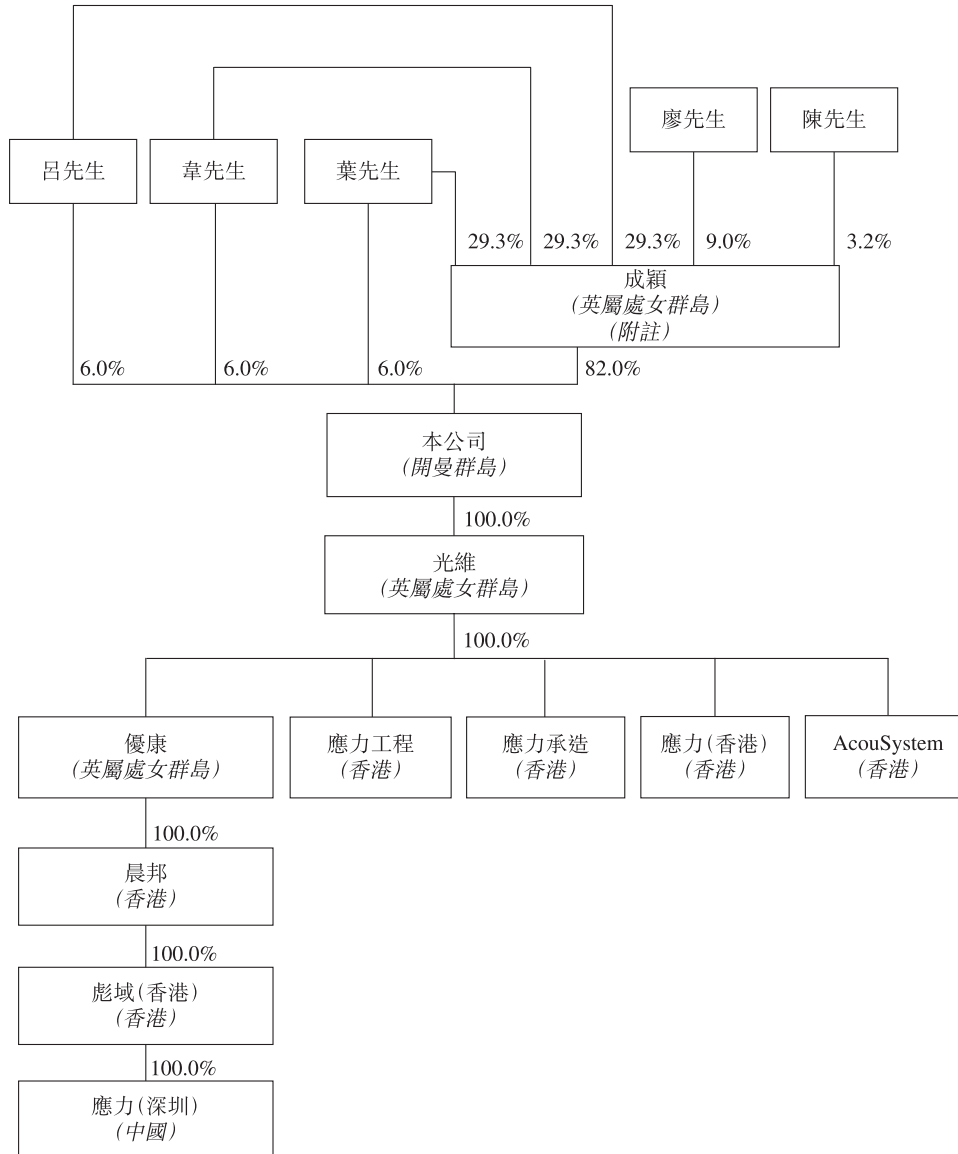 廖先生
陳先生
呂先生
韋先生
葉先生
29.3%
29.3%
29.3%
9.0%
3.2%
成穎
(英屬處女群島)
(附註)
6.0%
6.0%
6.0%
82.0%
本公司
(開曼群島)
100.0%
光維
(英屬處女群島)
100.0%
優康
(英屬處女群島)
應力工程
(香港)
應力承造
(香港)
應力(香港)
(香港)
AcouSystem
(香港)
100.0%
晨邦
(香港)
100.0%
彪域(香港)
(香港)
100.0%
應力(深圳)
(中國)